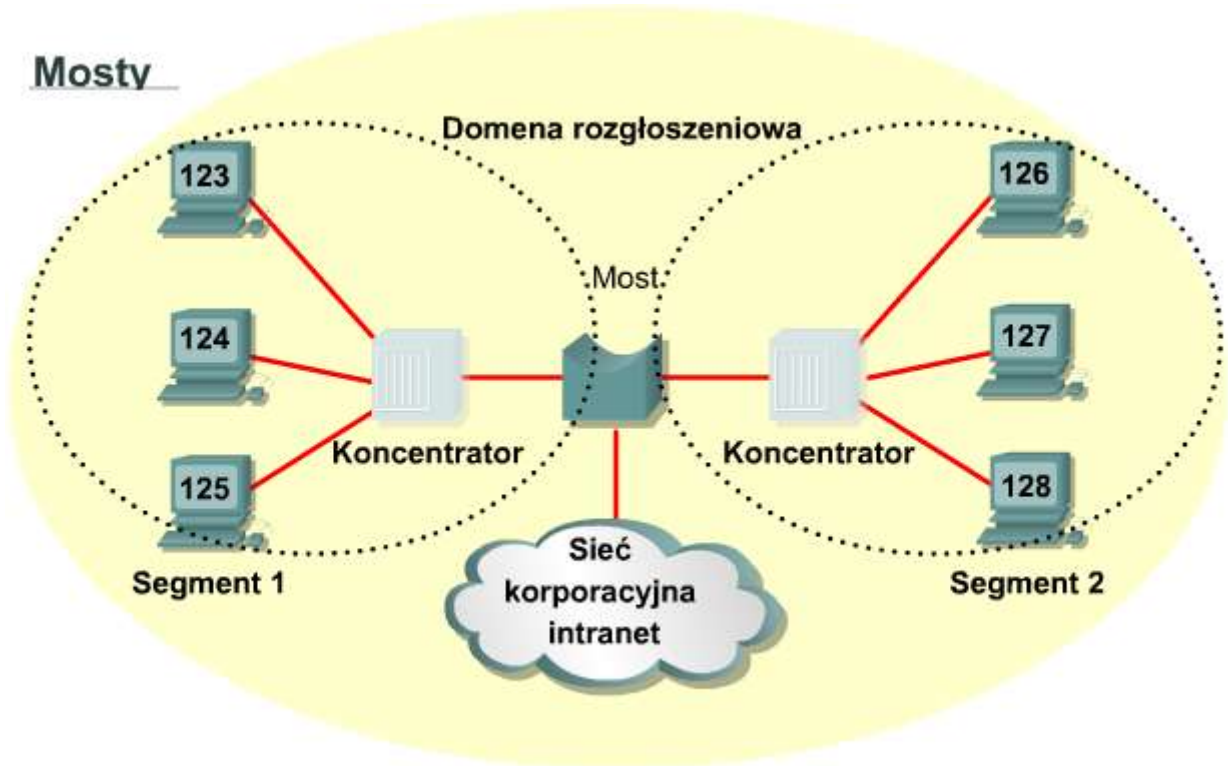 Mosty
Domena rozgłoszeniowa
123
126
Most
124
127
Koncentrator
Koncentrator
125
128
Segment 1
Segment 2
Sieć
korporacyjna
intranet